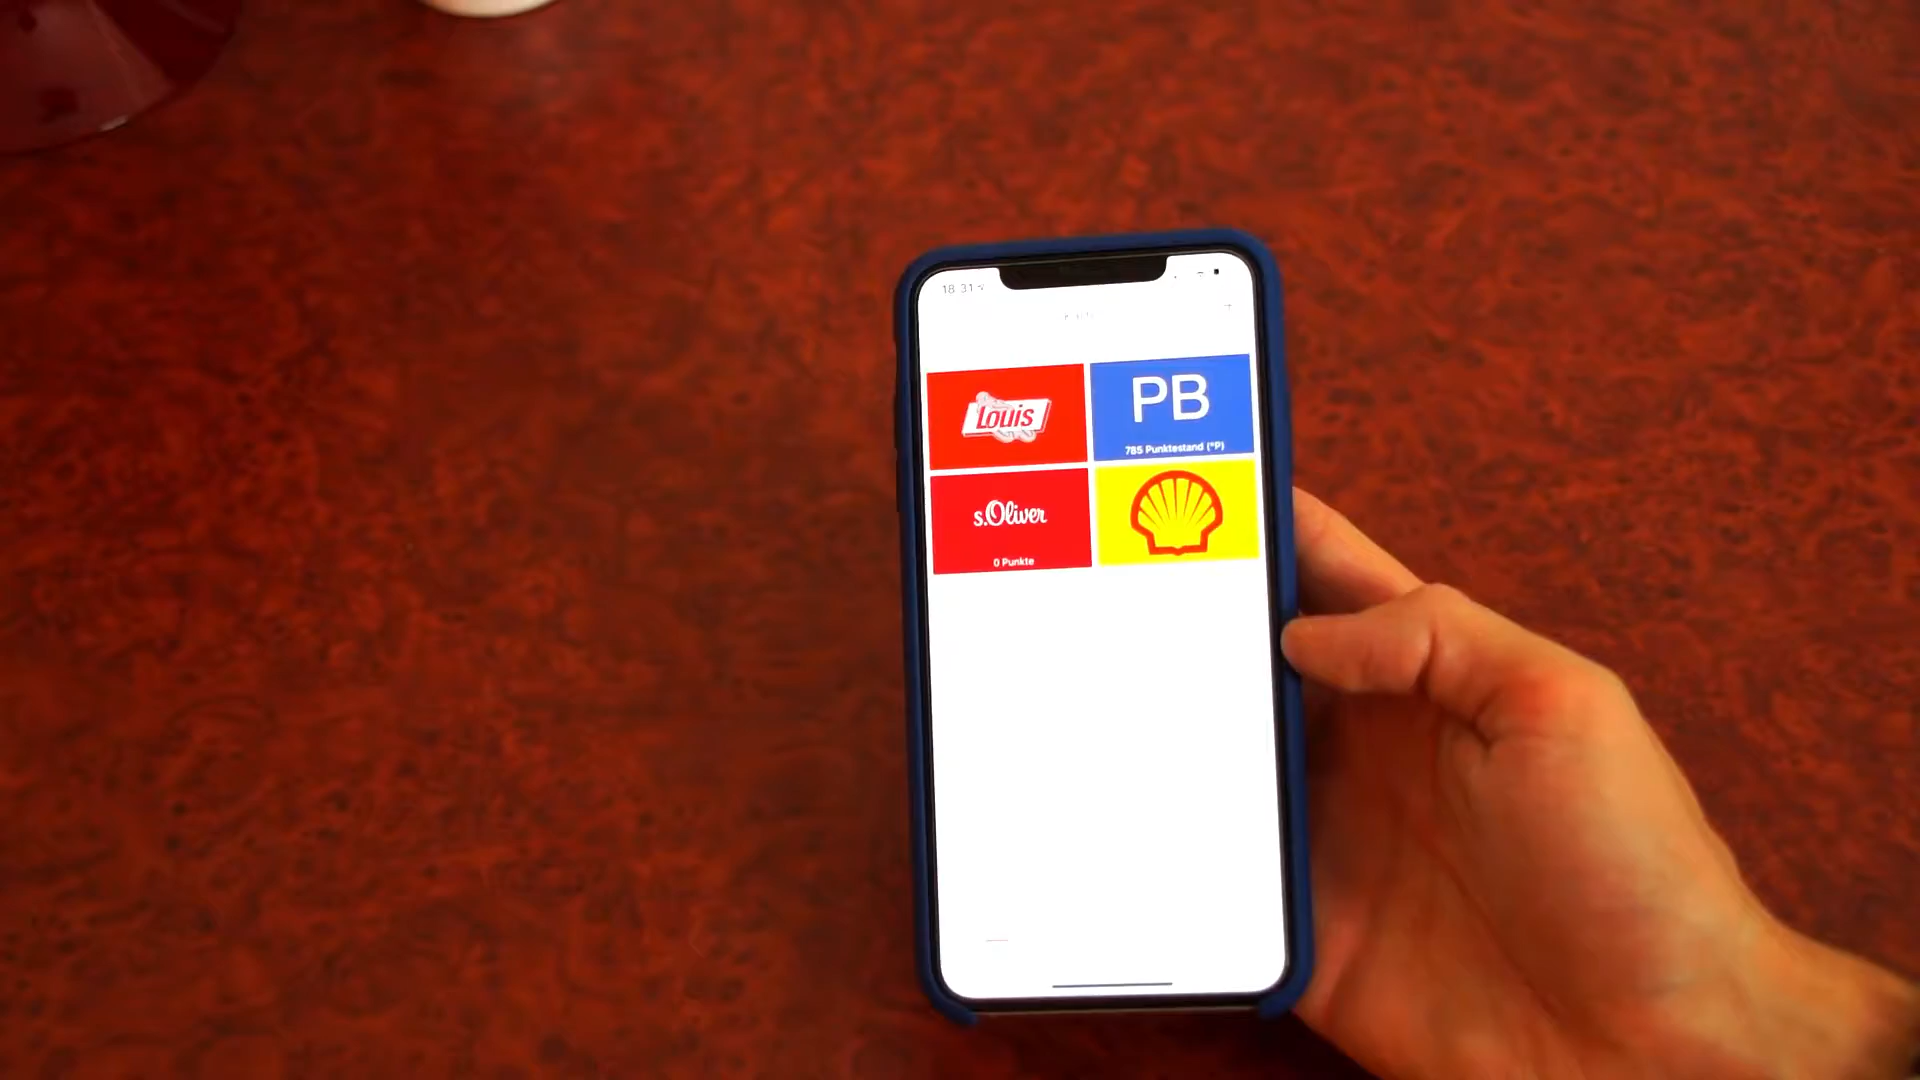 18:31
Louis
PB
785 Punktestand (°P)
s.Oliver
0 Punkte